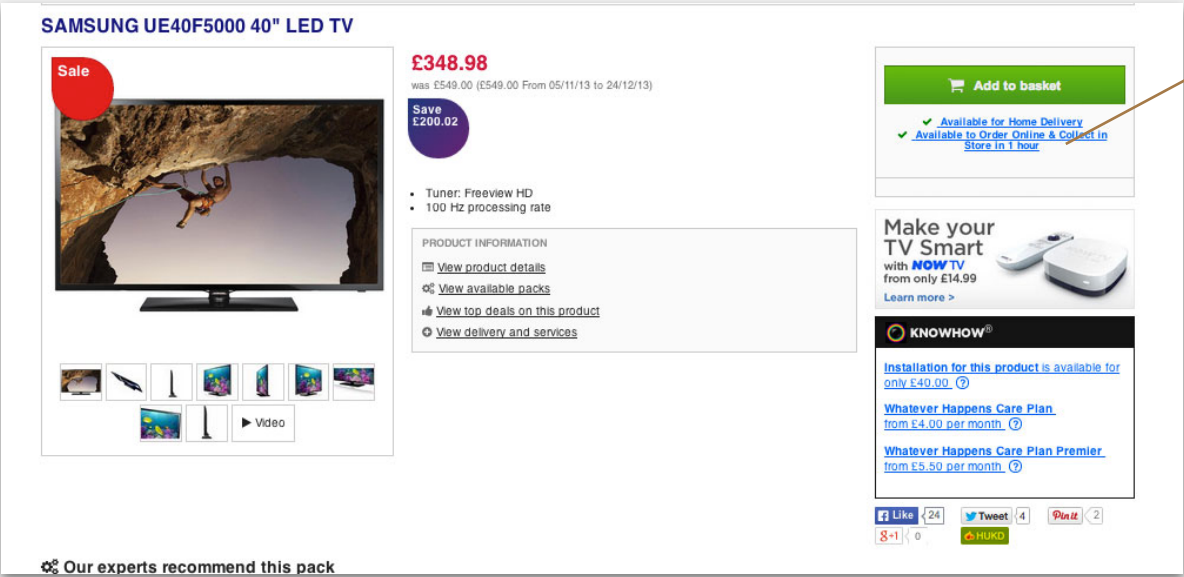 SAMSUNG UE40F5000 40" LED TV
Sale
£348.98
was £549.00 (£549.00 From 05/11/13 to 24/12/13)
Save
£200.02
Tuner: Freeview HD
100 Hz processing rate
PRODUCT INFORMATION
View product details
View available packs
View top deals on this product
View delivery and services
Video
Add to basket
Available for Home Delivery
Available to Order Online & Collect in
Store in 1 hour
Make your
TV Smart
with NOW TV
from only £14.99
Learn more >
KNOWHOW®
Installation for this product is available for
only £40.00 ?
Whatever Happens Care Plan
from £4.00 per month ?
Whatever Happens Care Plan Premier
from £5.50 per month ?
Like 24
Tweet 4
Pin it 2
g+1 0
HUKD
Our experts recommend this pack